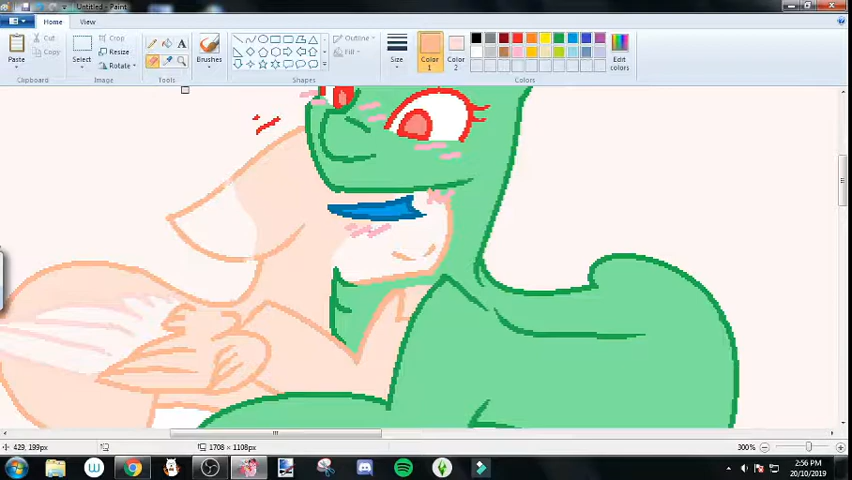 Untitled - Paint
Home View
Paste
Cut
Copy
Clipboard
Select
Crop
Resize
Rotate
Image
Tools
Brushes
Shapes
Outline
Fill
Size
Color 1
Color 2
Edit colors
Colors
429, 199px
1708 × 1108px
300%
2:56 PM
20/10/2019